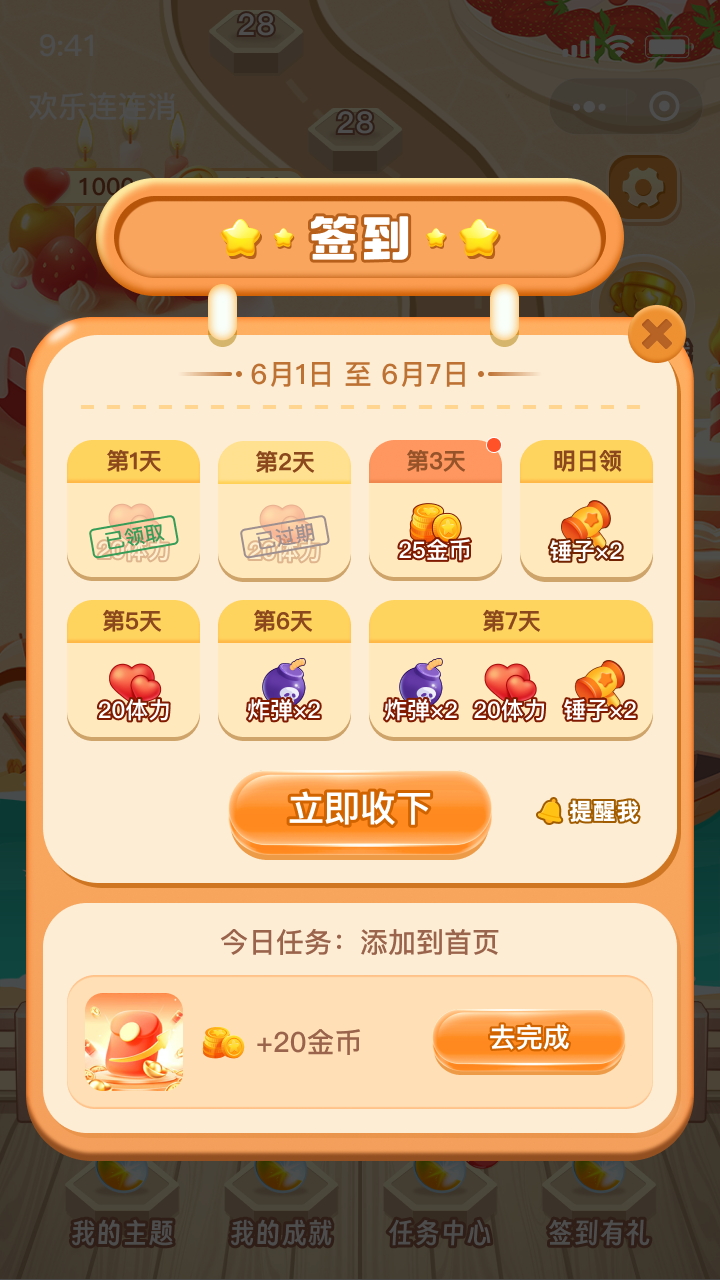 28
9:41
欢乐连连消
28
1000
签到
6月1日 至 6月7日
第1天
第2天
第3天
明日领
已领取
20体力
已过期
20体力
25金币
锤子×2
第5天
第6天
第7天
20体力
炸弹×2
炸弹×2
20体力
锤子×2
立即收下
提醒我
今日任务：添加到首页
+20金币
去完成
我的主题
我的成就
任务中心
签到有礼